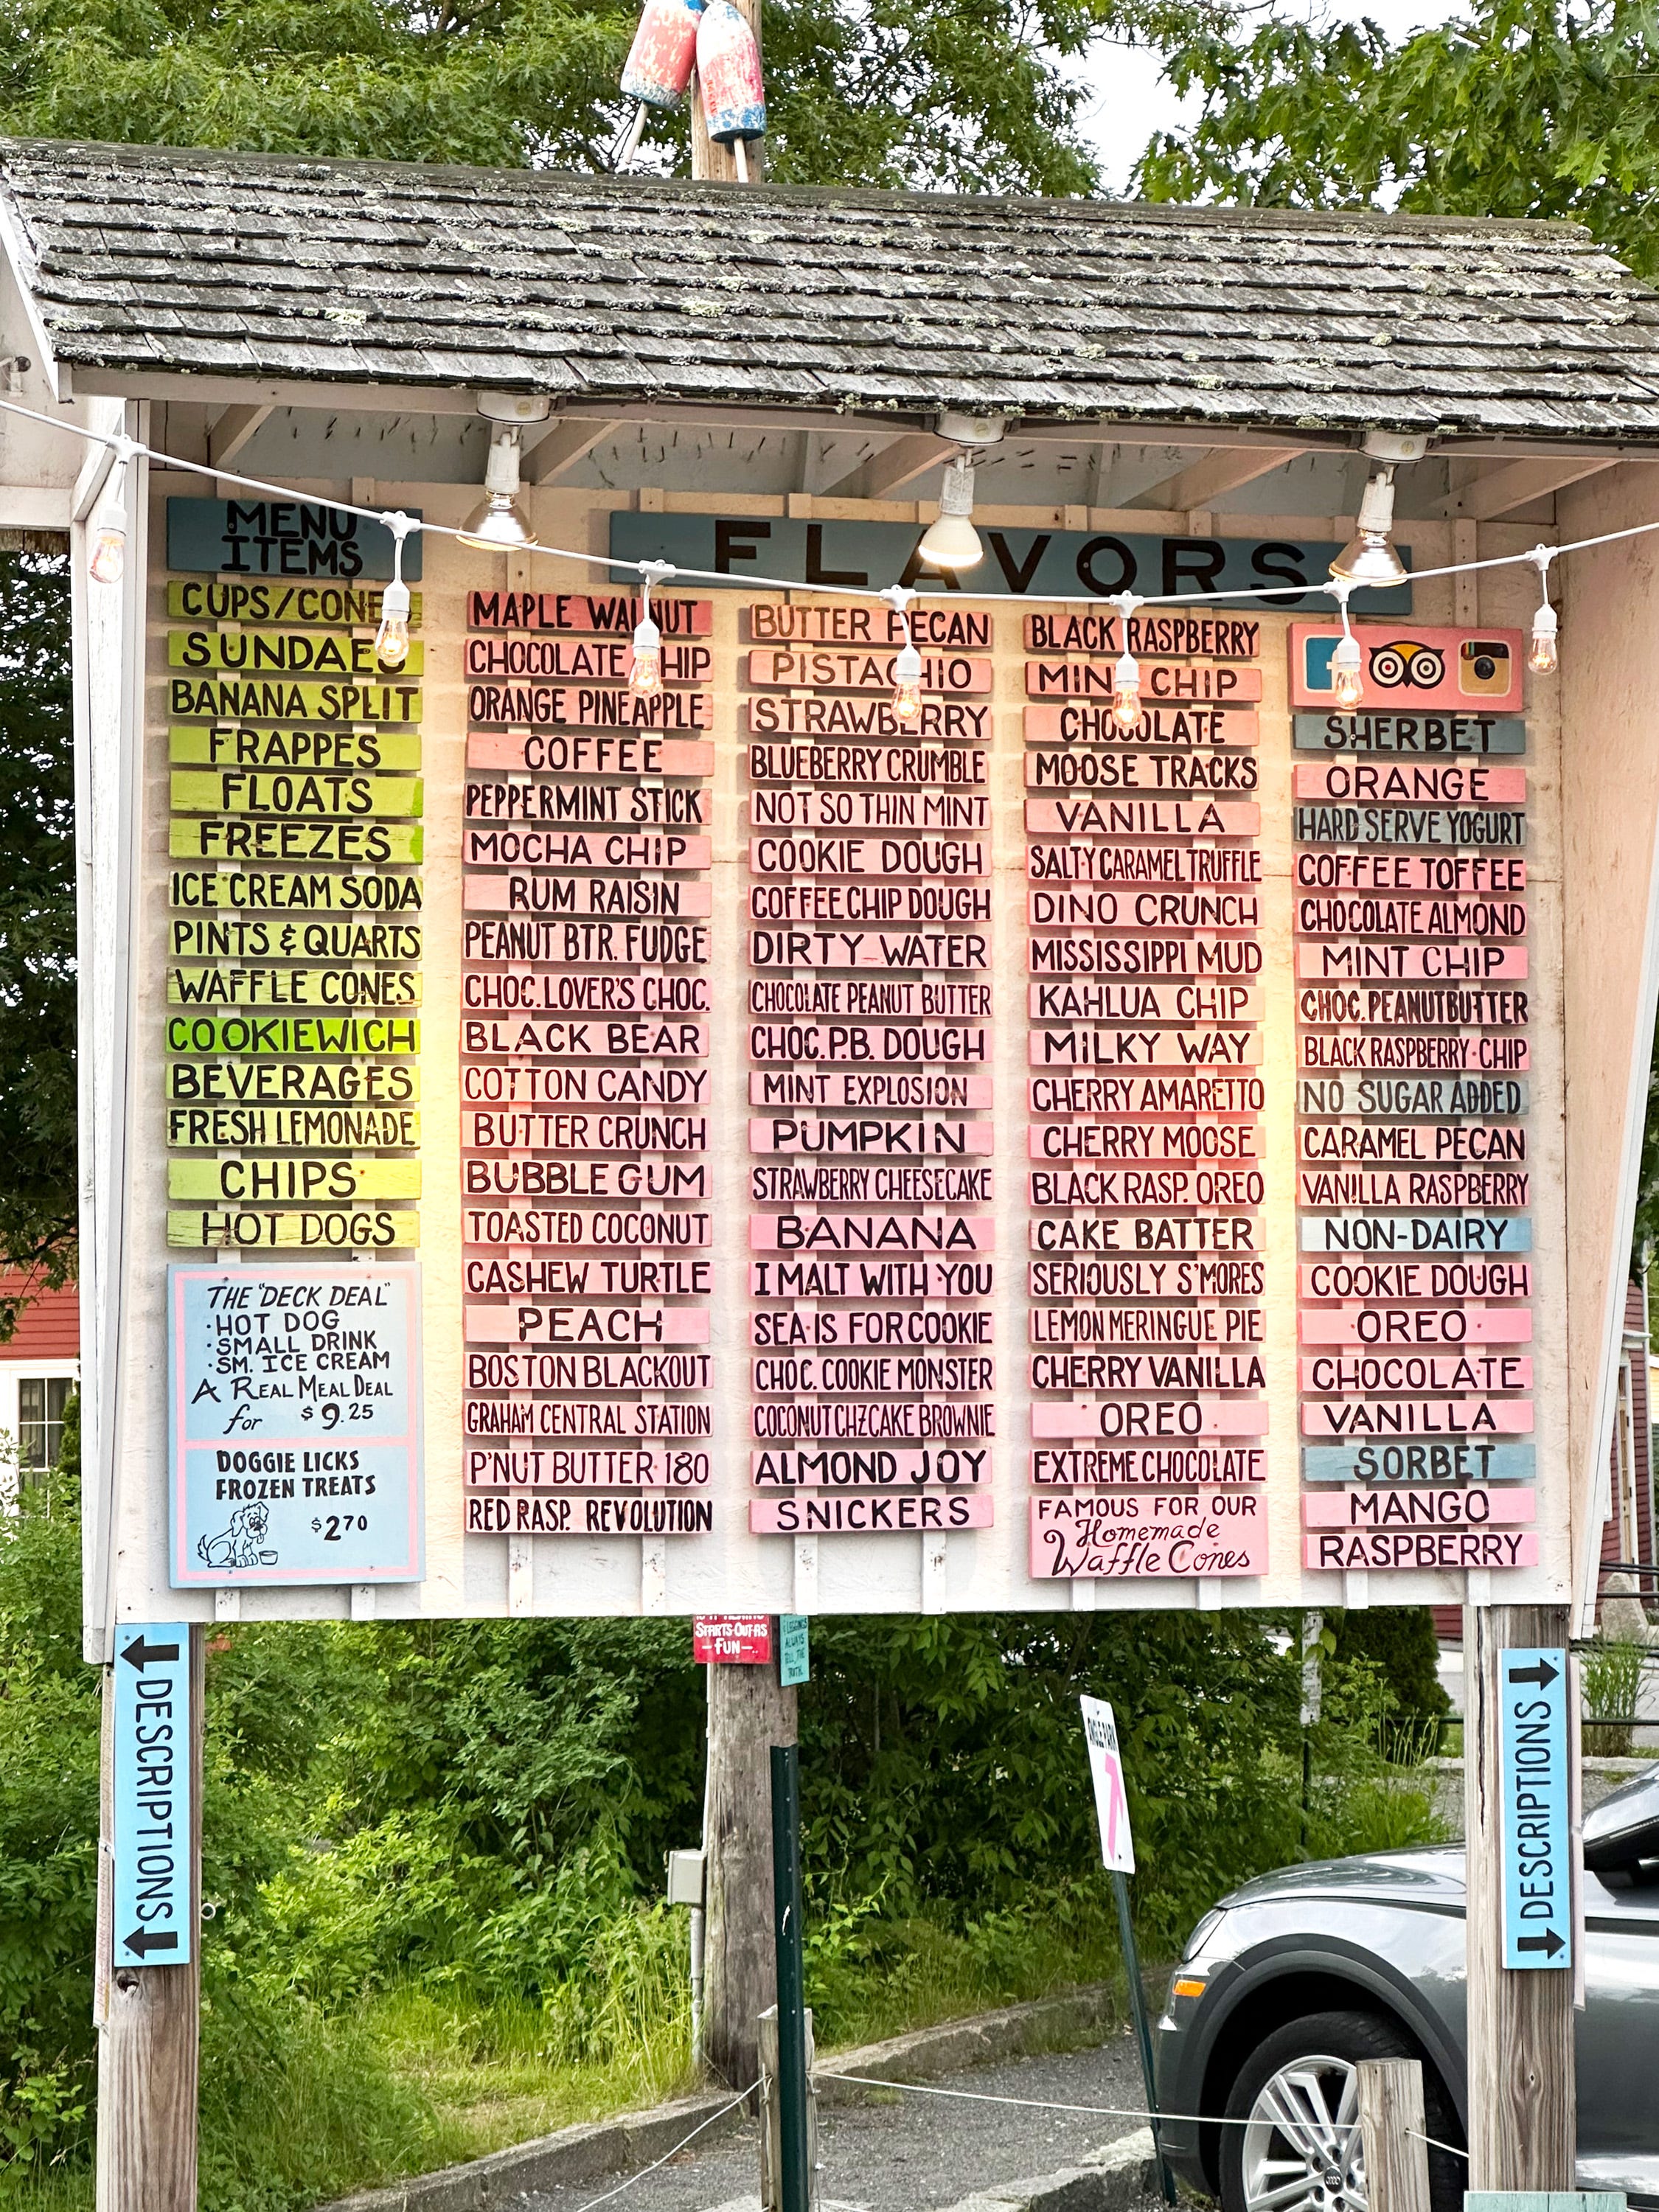 MENU
ITEMS
CUPS/CONES
SUNDAES
BANANA SPLIT
FRAPPES
FLOATS
FREEZES
ICE CREAM SODA
PINTS & QUARTS
WAFFLE CONES
COOKIEWICH
BEVERAGES
FRESH LEMONADE
CHIPS
HOT DOGS
THE "DECK DEAL"
·HOT DOG
·SMALL DRINK
·SM. ICE CREAM
A REAL MEAL DEAL
for $9.25
DOGGIE LICKS
FROZEN TREATS
$2.70
FLAVORS
MAPLE WALNUT
CHOCOLATE CHIP
ORANGE PINEAPPLE
COFFEE
PEPPERMINT STICK
MOCHA CHIP
RUM RAISIN
PEANUT BTR. FUDGE
CHOC. LOVER'S CHOC.
BLACK BEAR
COTTON CANDY
BUTTER CRUNCH
BUBBLE GUM
TOASTED COCONUT
CASHEW TURTLE
PEACH
BOSTON BLACKOUT
GRAHAM CENTRAL STATION
P'NUT BUTTER 180
RED RASP. REVOLUTION
BUTTER PECAN
PISTACHIO
STRAWBERRY
BLUEBERRY CRUMBLE
NOT SO THIN MINT
COOKIE DOUGH
COFFEE CHIP DOUGH
DIRTY WATER
CHOCOLATE PEANUT BUTTER
CHOC. P.B. DOUGH
MINT EXPLOSION
PUMPKIN
STRAWBERRY CHEESECAKE
BANANA
I MALT WITH YOU
SEA IS FOR COOKIE
CHOC. COOKIE MONSTER
COCONUT CHZCAKE BROWNIE
ALMOND JOY
SNICKERS
BLACK RASPBERRY
MINT CHIP
CHOCOLATE
MOOSE TRACKS
VANILLA
SALTY CARAMEL TRUFFLE
DINO CRUNCH
MISSISSIPPI MUD
KAHLUA CHIP
MILKY WAY
CHERRY AMARETTO
CHERRY MOOSE
BLACK RASP. OREO
CAKE BATTER
SERIOUSLY S'MORES
LEMON MERINGUE PIE
CHERRY VANILLA
OREO
EXTREME CHOCOLATE
FAMOUS FOR OUR
Homemade
Waffle Cones
SHERBET
ORANGE
HARD SERVE YOGURT
COFFEE TOFFEE
CHOCOLATE ALMOND
MINT CHIP
CHOC. PEANUTBUTTER
BLACK RASPBERRY·CHIP
NO SUGAR ADDED
CARAMEL PECAN
VANILLA RASPBERRY
NON-DAIRY
COOKIE DOUGH
OREO
CHOCOLATE
VANILLA
SORBET
MANGO
RASPBERRY
DESCRIPTIONS
STARTS OUT AS
-FUN-
ALWAYS
TELL THE
TRUTH
DESCRIPTIONS